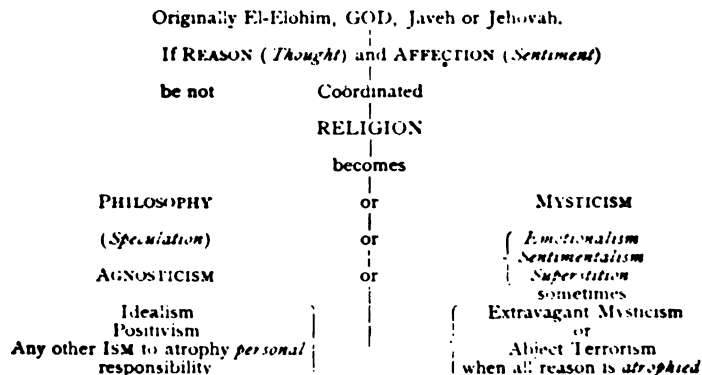 Originally El-Elohim, GOD, Javeh or Jehovah.
If REASON (Thought) and AFFECTION (Sentiment)
be not Coördinated
RELIGION
becomes
PHILOSOPHY or MYSTICISM
(Speculation) or Emotionalism
Sentimentalism
AGNOSTICISM or Superstition
sometimes
Idealism Extravagant Mysticism
Positivism or
Any other ISM to atrophy personal Abject Terrorism
responsibility when all reason is atrophied